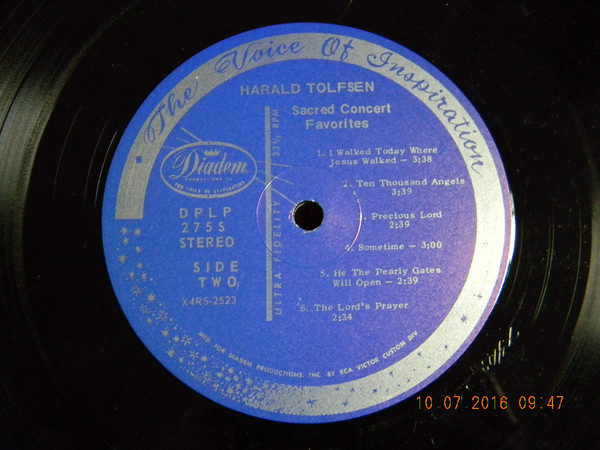 The Voice Of Inspiration
HARALD TOLFSEN
Sacred Concert
Favorites
1. I Walked Today Where
Jesus Walked — 3:38
2. Ten Thousand Angels
3:39
. Precious Lord
2:39
4. Sometime — 3:00
5. He The Pearly Gates
Will Open — 2:39
6. The Lord's Prayer
2:34
Diadem
PRODUCTIONS INC
DPLP
275S
STEREO
SIDE
TWO
X4RS-2523
ULTRA FIDELITY 33⅓ RPM
MFD. FOR DIADEM PRODUCTIONS, INC. BY RCA VICTOR CUSTOM DIV.
10.07.2016 09:47